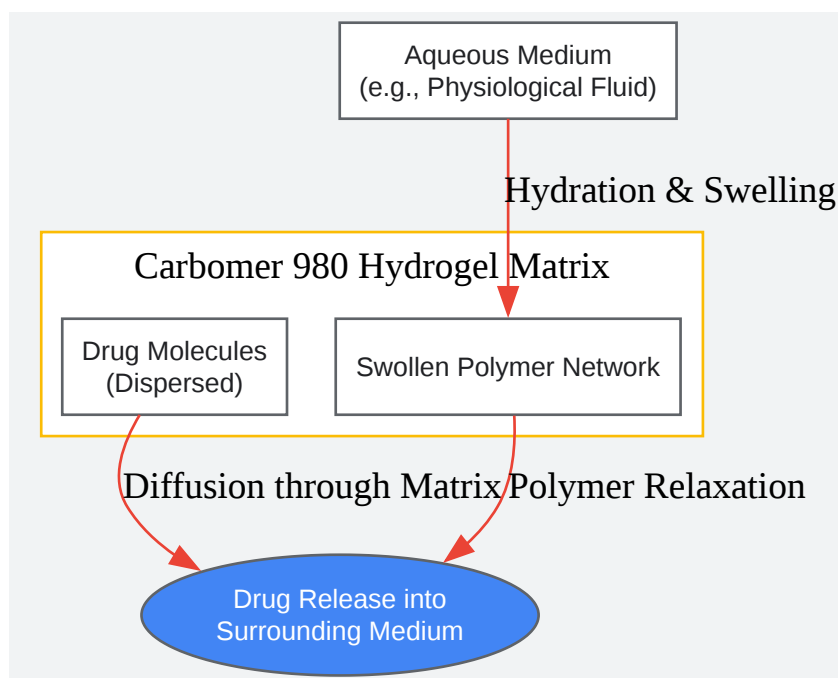 Aqueous Medium
(e.g., Physiological Fluid)
Hydration & Swelling
Carbomer 980 Hydrogel Matrix
Drug Molecules
(Dispersed)
Swollen Polymer Network
Diffusion through Matrix
Polymer Relaxation
Drug Release into
Surrounding Medium